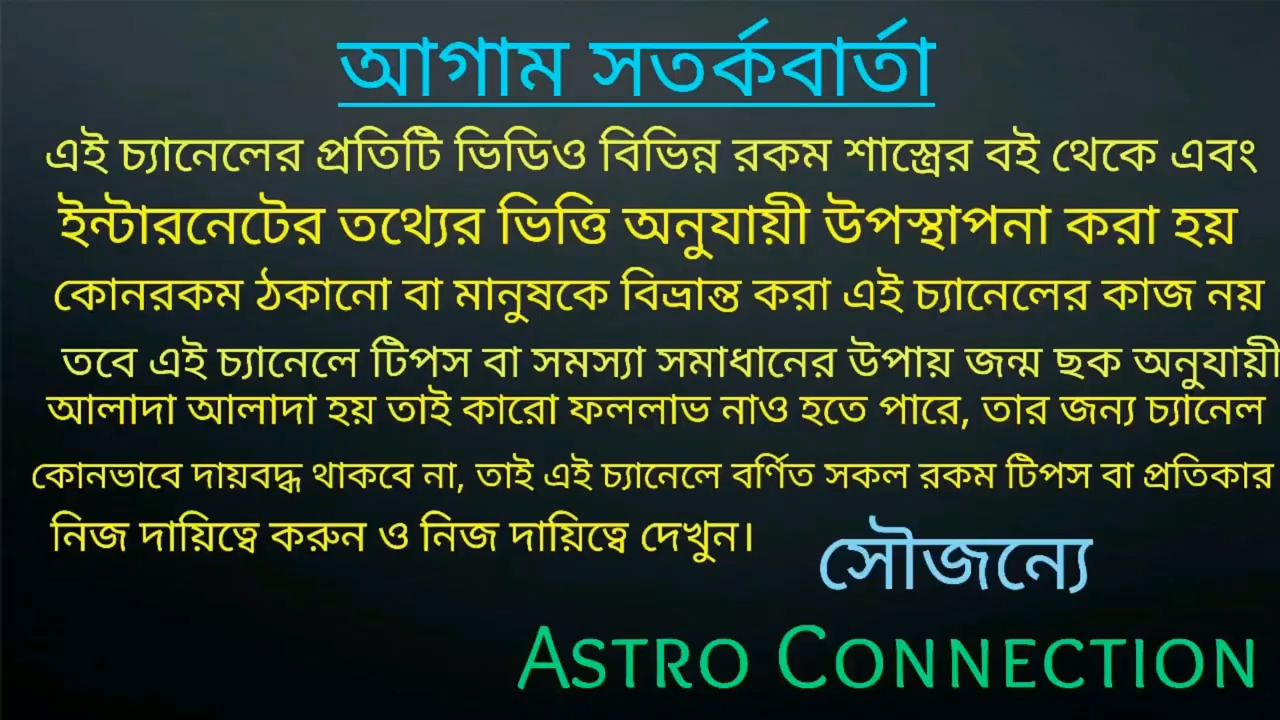 আগাম সতর্কবার্তা
এই চ্যানেলের প্রতিটি ভিডিও বিভিন্ন রকম শাস্ত্রের বই থেকে এবং
ইন্টারনেটের তথ্যের ভিত্তি অনুযায়ী উপস্থাপনা করা হয়
কোনরকম ঠকানো বা মানুষকে বিভ্রান্ত করা এই চ্যানেলের কাজ নয়
তবে এই চ্যানেলে টিপস বা সমস্যা সমাধানের উপায় জন্ম ছক অনুযায়ী
আলাদা আলাদা হয় তাই কারো ফললাভ নাও হতে পারে, তার জন্য চ্যানেল
কোনভাবে দায়বদ্ধ থাকবে না, তাই এই চ্যানেলে বর্ণিত সকল রকম টিপস বা প্রতিকার
নিজ দায়িত্বে করুন ও নিজ দায়িত্বে দেখুন।
সৌজন্যে
ASTRO CONNECTION